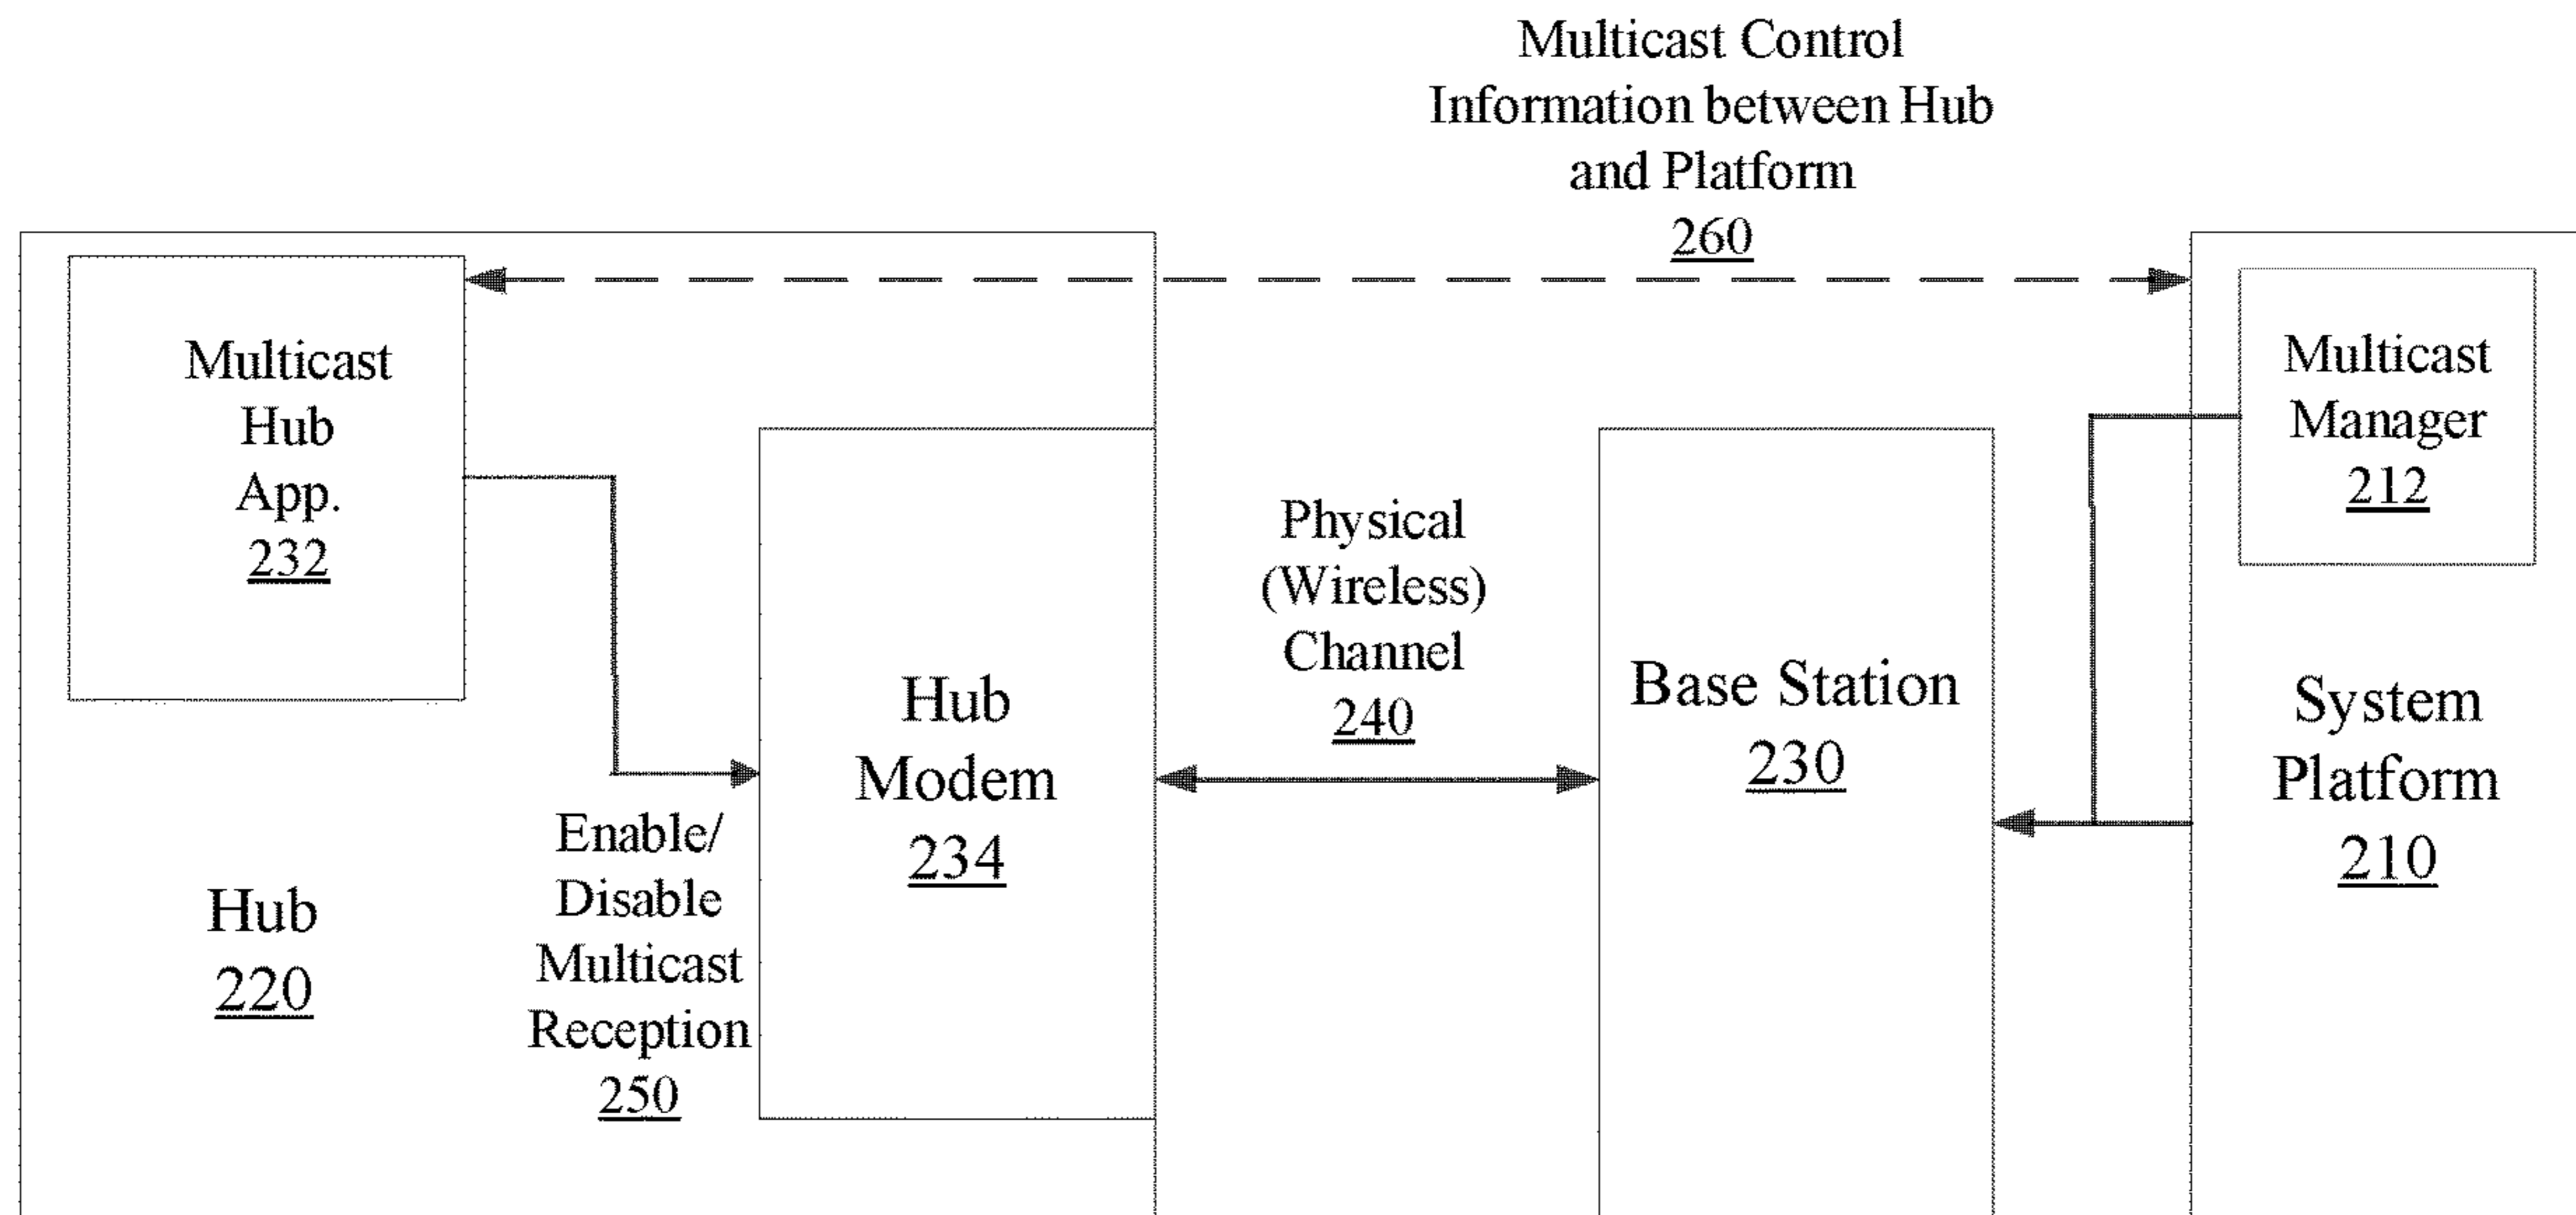 Multicast Control
Information between Hub
and Platform
260
Multicast
Hub
App.
232
Multicast
Manager
212
Physical
(Wireless)
Channel
240
Hub
Modem
234
Base Station
230
System
Platform
210
Enable/
Disable
Multicast
Reception
250
Hub
220